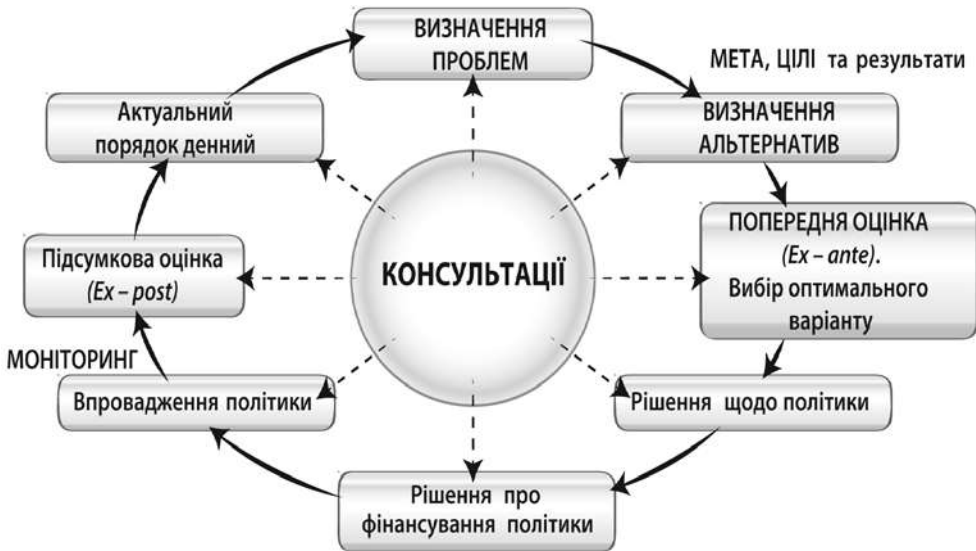 ВИЗНАЧЕННЯ
ПРОБЛЕМ
МЕТА, ЦІЛІ та результати
ВИЗНАЧЕННЯ
АЛЬТЕРНАТИВ
ПОПЕРЕДНЯ ОЦІНКА
(Ex – ante).
Вибір оптимального
варіанту
Рішення щодо політики
Рішення про
фінансування політики
Впровадження політики
МОНІТОРИНГ
Підсумкова оцінка
(Ex – post)
Актуальний
порядок денний
КОНСУЛЬТАЦІЇ